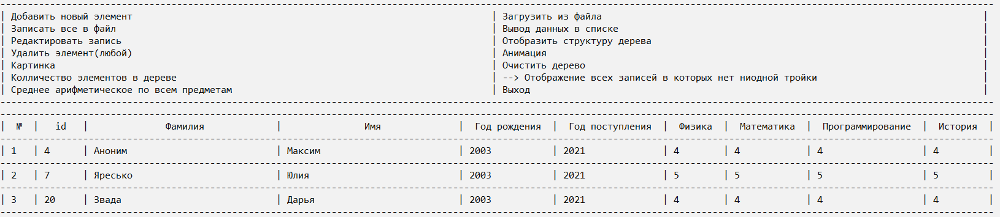 Добавить новый элемент | Загрузить из файла
Записать все в файл | Вывод данных в списке
Редактировать запись | Отобразить структуру дерева
Удалить элемент(любой) | Анимация
Картинка | Очистить дерево
Колличество элементов в дереве | --> Отображение всех записей в которых нет ниодной тройки
Среднее арифметическое по всем предметам | Выход
№ | id | Фамилия | Имя | Год рождения | Год поступления | Физика | Математика | Программирование | История
1 | 4 | Аноним | Максим | 2003 | 2021 | 4 | 4 | 4 | 4
2 | 7 | Яресько | Юлия | 2003 | 2021 | 5 | 5 | 5 | 5
3 | 20 | Звада | Дарья | 2003 | 2021 | 4 | 4 | 4 | 4